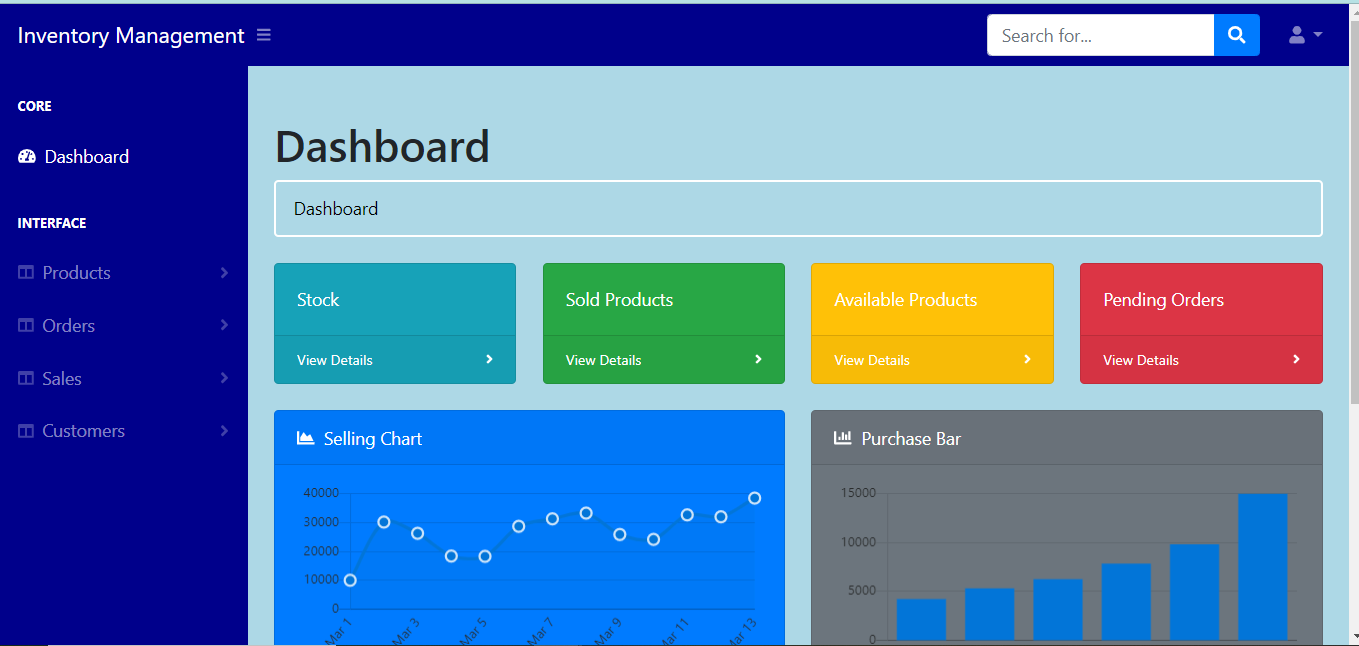 Inventory Management
Search for...
CORE
Dashboard
INTERFACE
Products
Orders
Sales
Customers
Dashboard
Dashboard
Stock
View Details
Sold Products
View Details
Available Products
View Details
Pending Orders
View Details
Selling Chart
40000
30000
20000
10000
0
Mar 1
Mar 3
Mar 5
Mar 7
Mar 9
Mar 11
Mar 13
Purchase Bar
15000
10000
5000
0